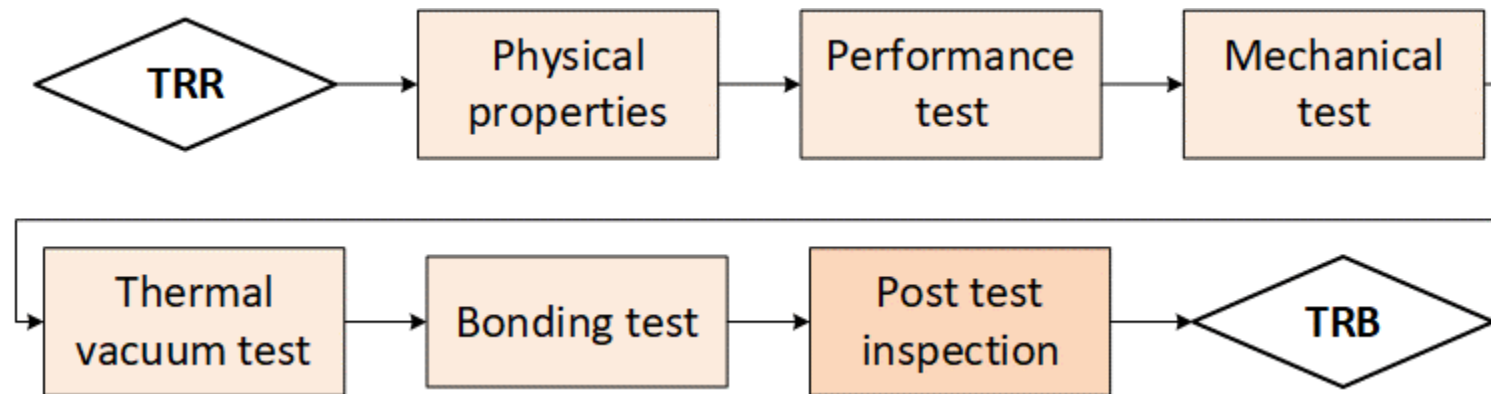 TRR
Physical
properties
Performance
test
Mechanical
test
Thermal
vacuum test
Bonding test
Post test
inspection
TRB